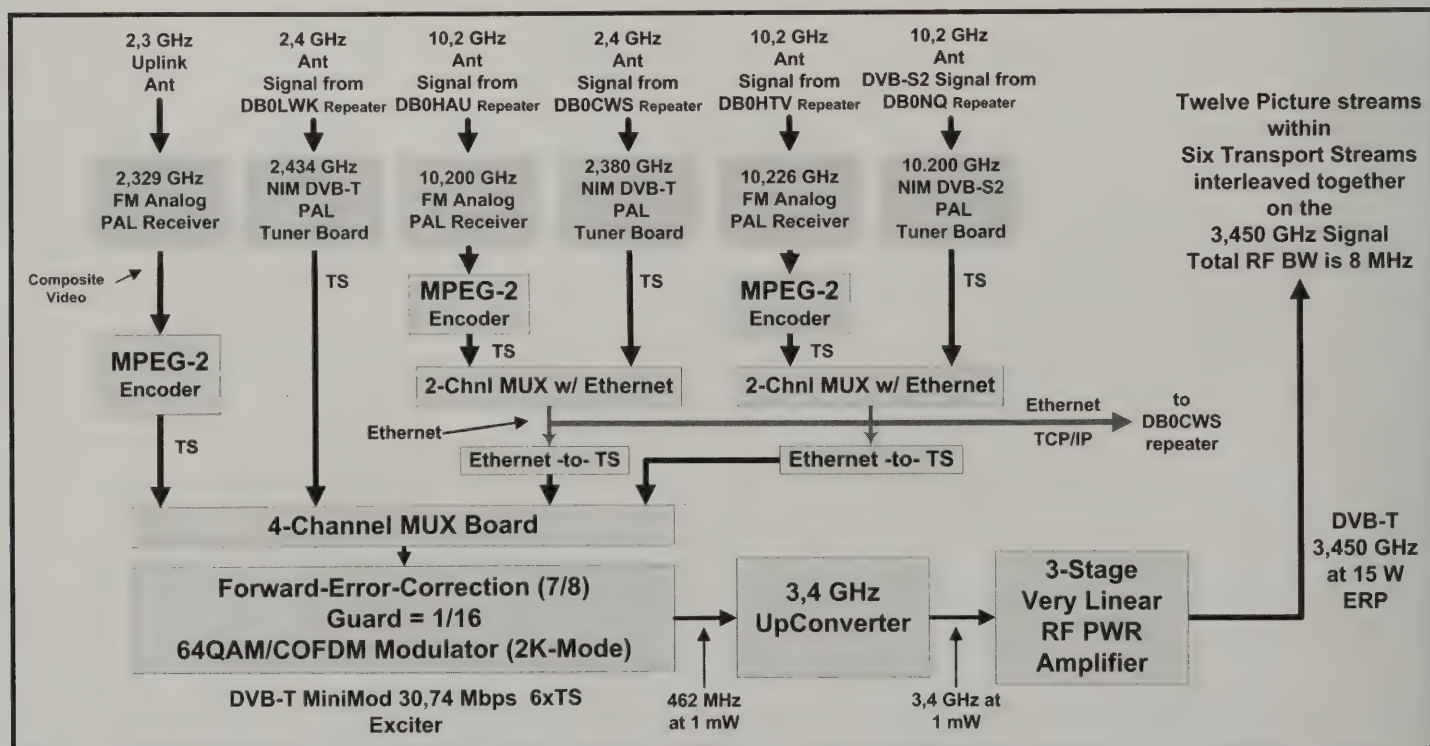 2,3 GHz
Uplink
Ant
2,4 GHz
Ant
Signal from
DB0LWK Repeater
10,2 GHz
Ant
Signal from
DB0HAU Repeater
2,4 GHz
Ant
Signal from
DB0CWS Repeater
10,2 GHz
Ant
Signal from
DB0HTV Repeater
10,2 GHz
Ant
DVB-S2 Signal from
DB0NQ Repeater
2,329 GHz
FM Analog
PAL Receiver
2,434 GHz
NIM DVB-T
PAL
Tuner Board
10,200 GHz
FM Analog
PAL Receiver
2,380 GHz
NIM DVB-T
PAL
Tuner Board
10,226 GHz
FM Analog
PAL Receiver
10.200 GHz
NIM DVB-S2
PAL
Tuner Board
Twelve Picture streams
within
Six Transport Streams
interleaved together
on the
3,450 GHz Signal
Total RF BW is 8 MHz
Composite
Video
TS
MPEG-2
Encoder
TS
MPEG-2
Encoder
TS
MPEG-2
Encoder
TS
TS
2-Chnl MUX w/ Ethernet
2-Chnl MUX w/ Ethernet
TS
Ethernet
Ethernet
TCP/IP
to
DB0CWS
repeater
Ethernet -to- TS
Ethernet -to- TS
4-Channel MUX Board
Forward-Error-Correction (7/8)
Guard = 1/16
64QAM/COFDM Modulator (2K-Mode)
DVB-T MiniMod 30,74 Mbps 6xTS
Exciter
462 MHz
at 1 mW
3,4 GHz
UpConverter
3,4 GHz at
1 mW
3-Stage
Very Linear
RF PWR
Amplifier
DVB-T
3,450 GHz
at 15 W
ERP